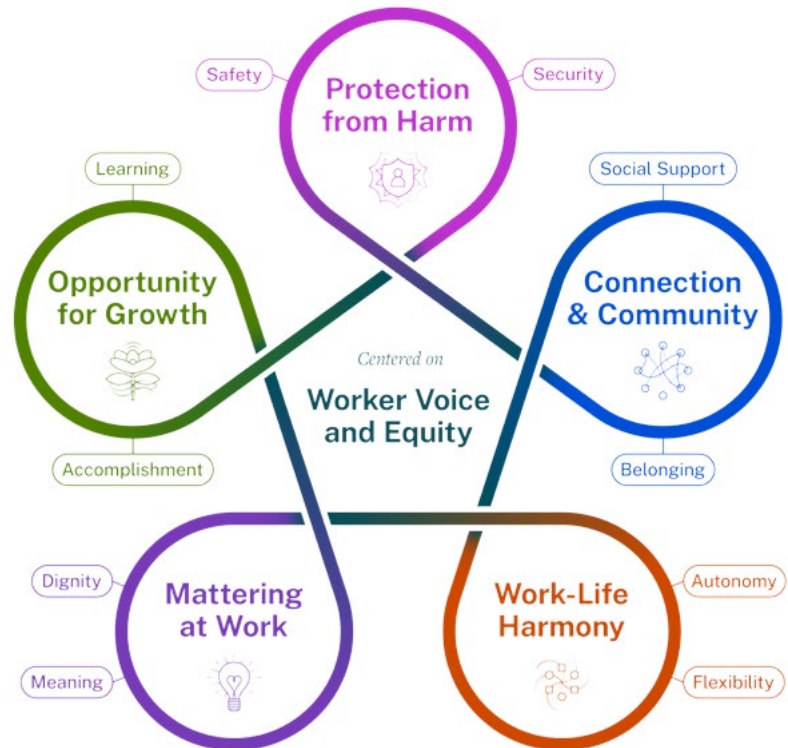 Safety
Protection
from Harm
Security
Learning
Opportunity
for Growth
Accomplishment
Social Support
Connection
& Community
Belonging
Centered on
Worker Voice
and Equity
Dignity
Mattering
at Work
Meaning
Work-Life
Harmony
Autonomy
Flexibility